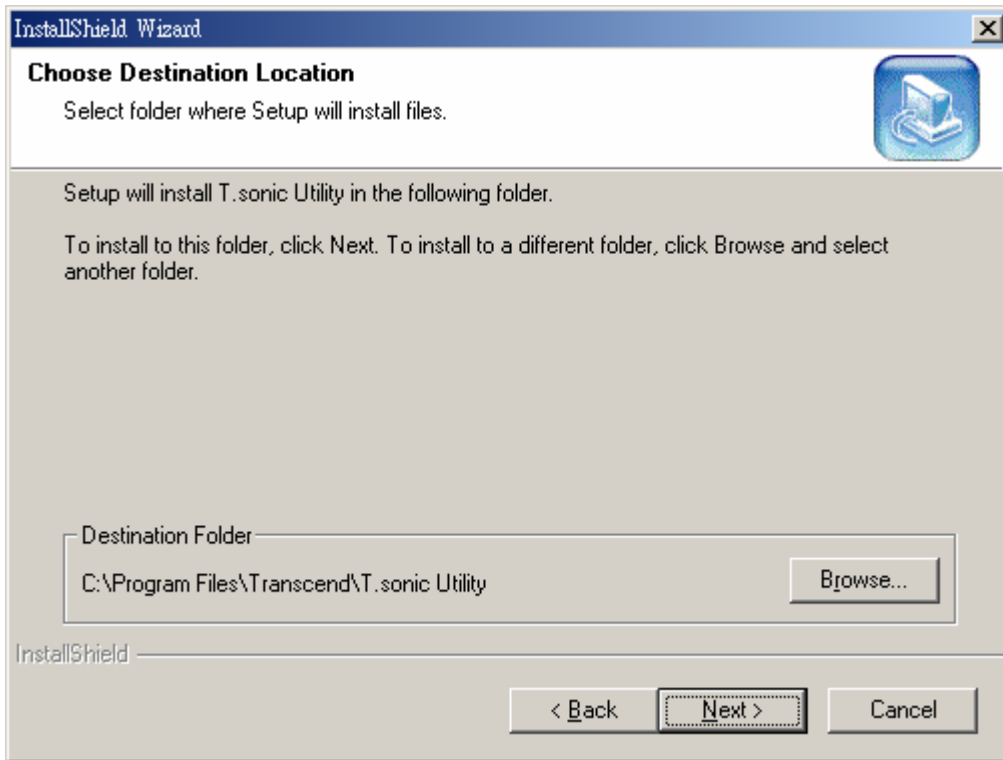 InstallShield Wizard
Choose Destination Location
Select folder where Setup will install files.
Setup will install T.sonic Utility in the following folder.
To install to this folder, click Next. To install to a different folder, click Browse and select
another folder.
Destination Folder
C:\Program Files\Transcend\T.sonic Utility
Browse...
InstallShield
< Back
Next >
Cancel